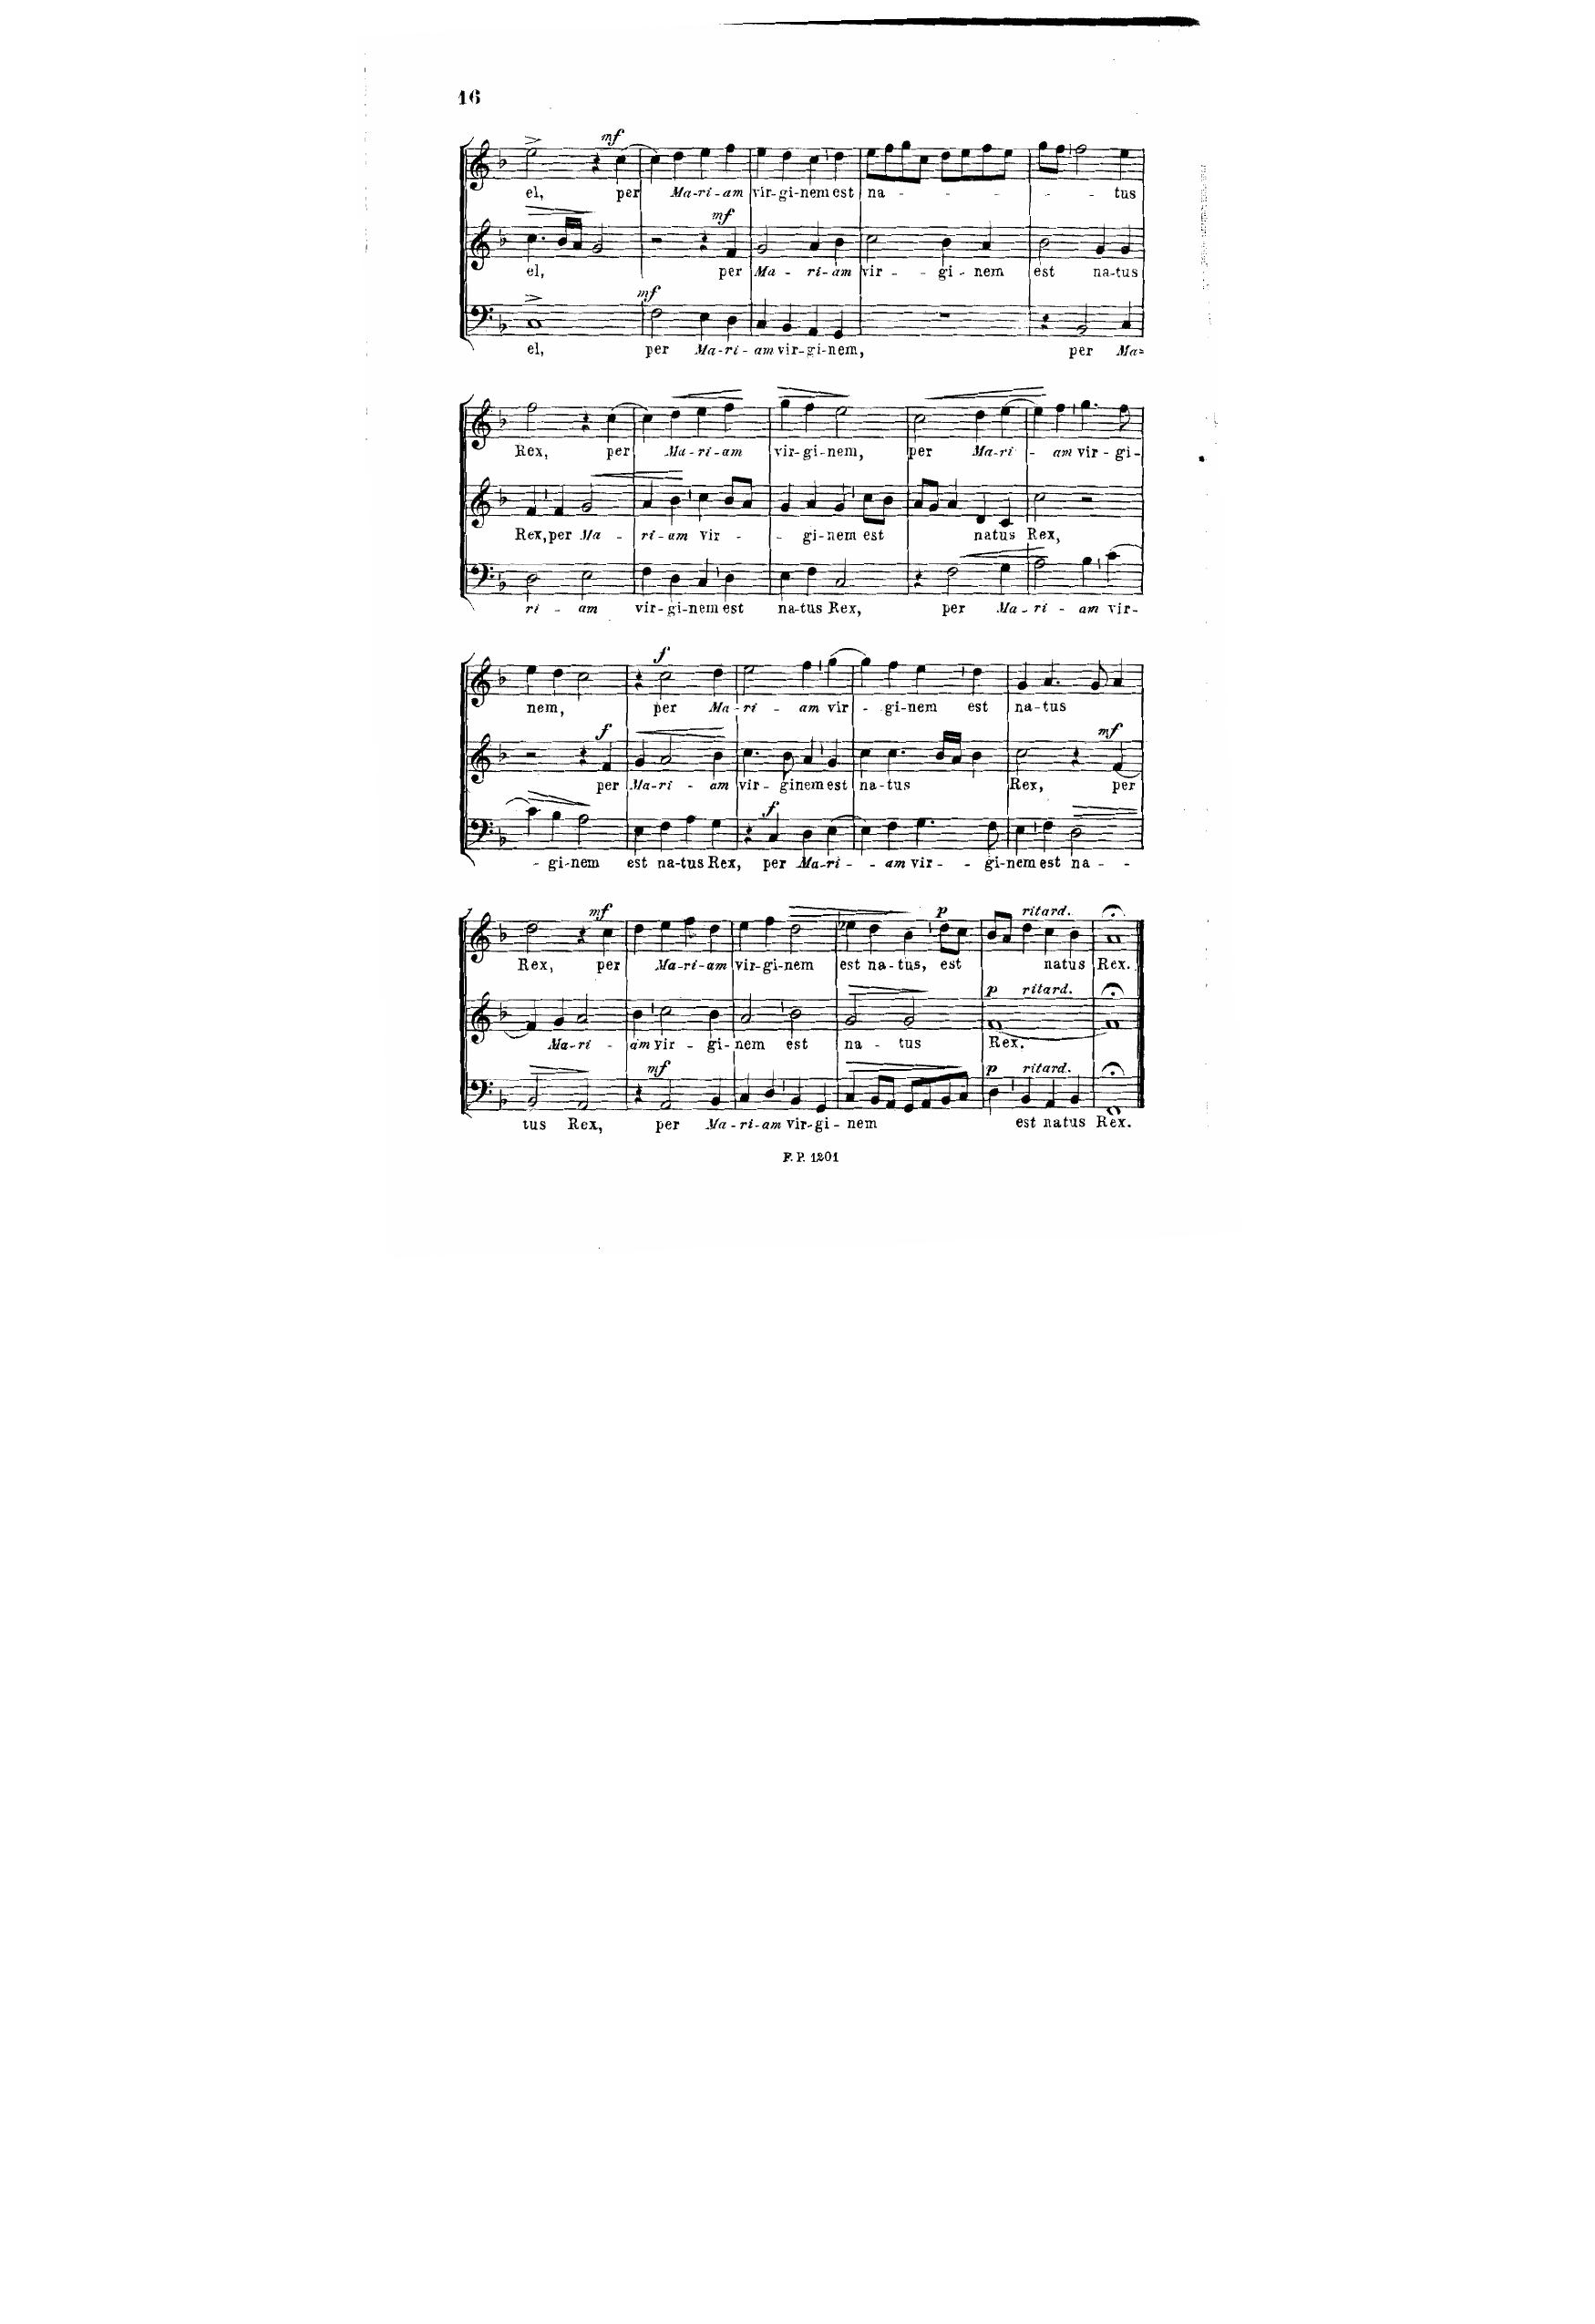 16
mf
el, per Ma-ri-am vir-gi-nem est na- - - - - tus
mf
el, per Ma - ri-am vir - - gi - nem est na-tus
mf
el, per Ma-ri-am vir-gi-nem, per Ma-
Rex, per Ma-ri-am vir-gi-nem, per Ma-ri - am vir-gi-
Rex, per Ma - ri-am vir - - gi-nem est natus Rex,
ri - am vir-gi-nem est na-tus Rex, per Ma-ri - am vir-
f
nem, per Ma-ri - am vir - gi-nem est na-tus
f mf
per Ma-ri - am vir - ginem est na-tus Rex, per
f
- gi-nem est na-tus Rex, per Ma-ri - - am vir - - gi-nem est na - -
mf p ritard.
Rex, per Ma-ri-am vir-gi-nem est na-tus, est natus Rex.
p ritard.
Ma-ri - am vir - gi-nem est na - tus Rex.
mf p ritard.
tus Rex, per Ma-ri-am vir-gi-nem est natus Rex.
F. P. 1201